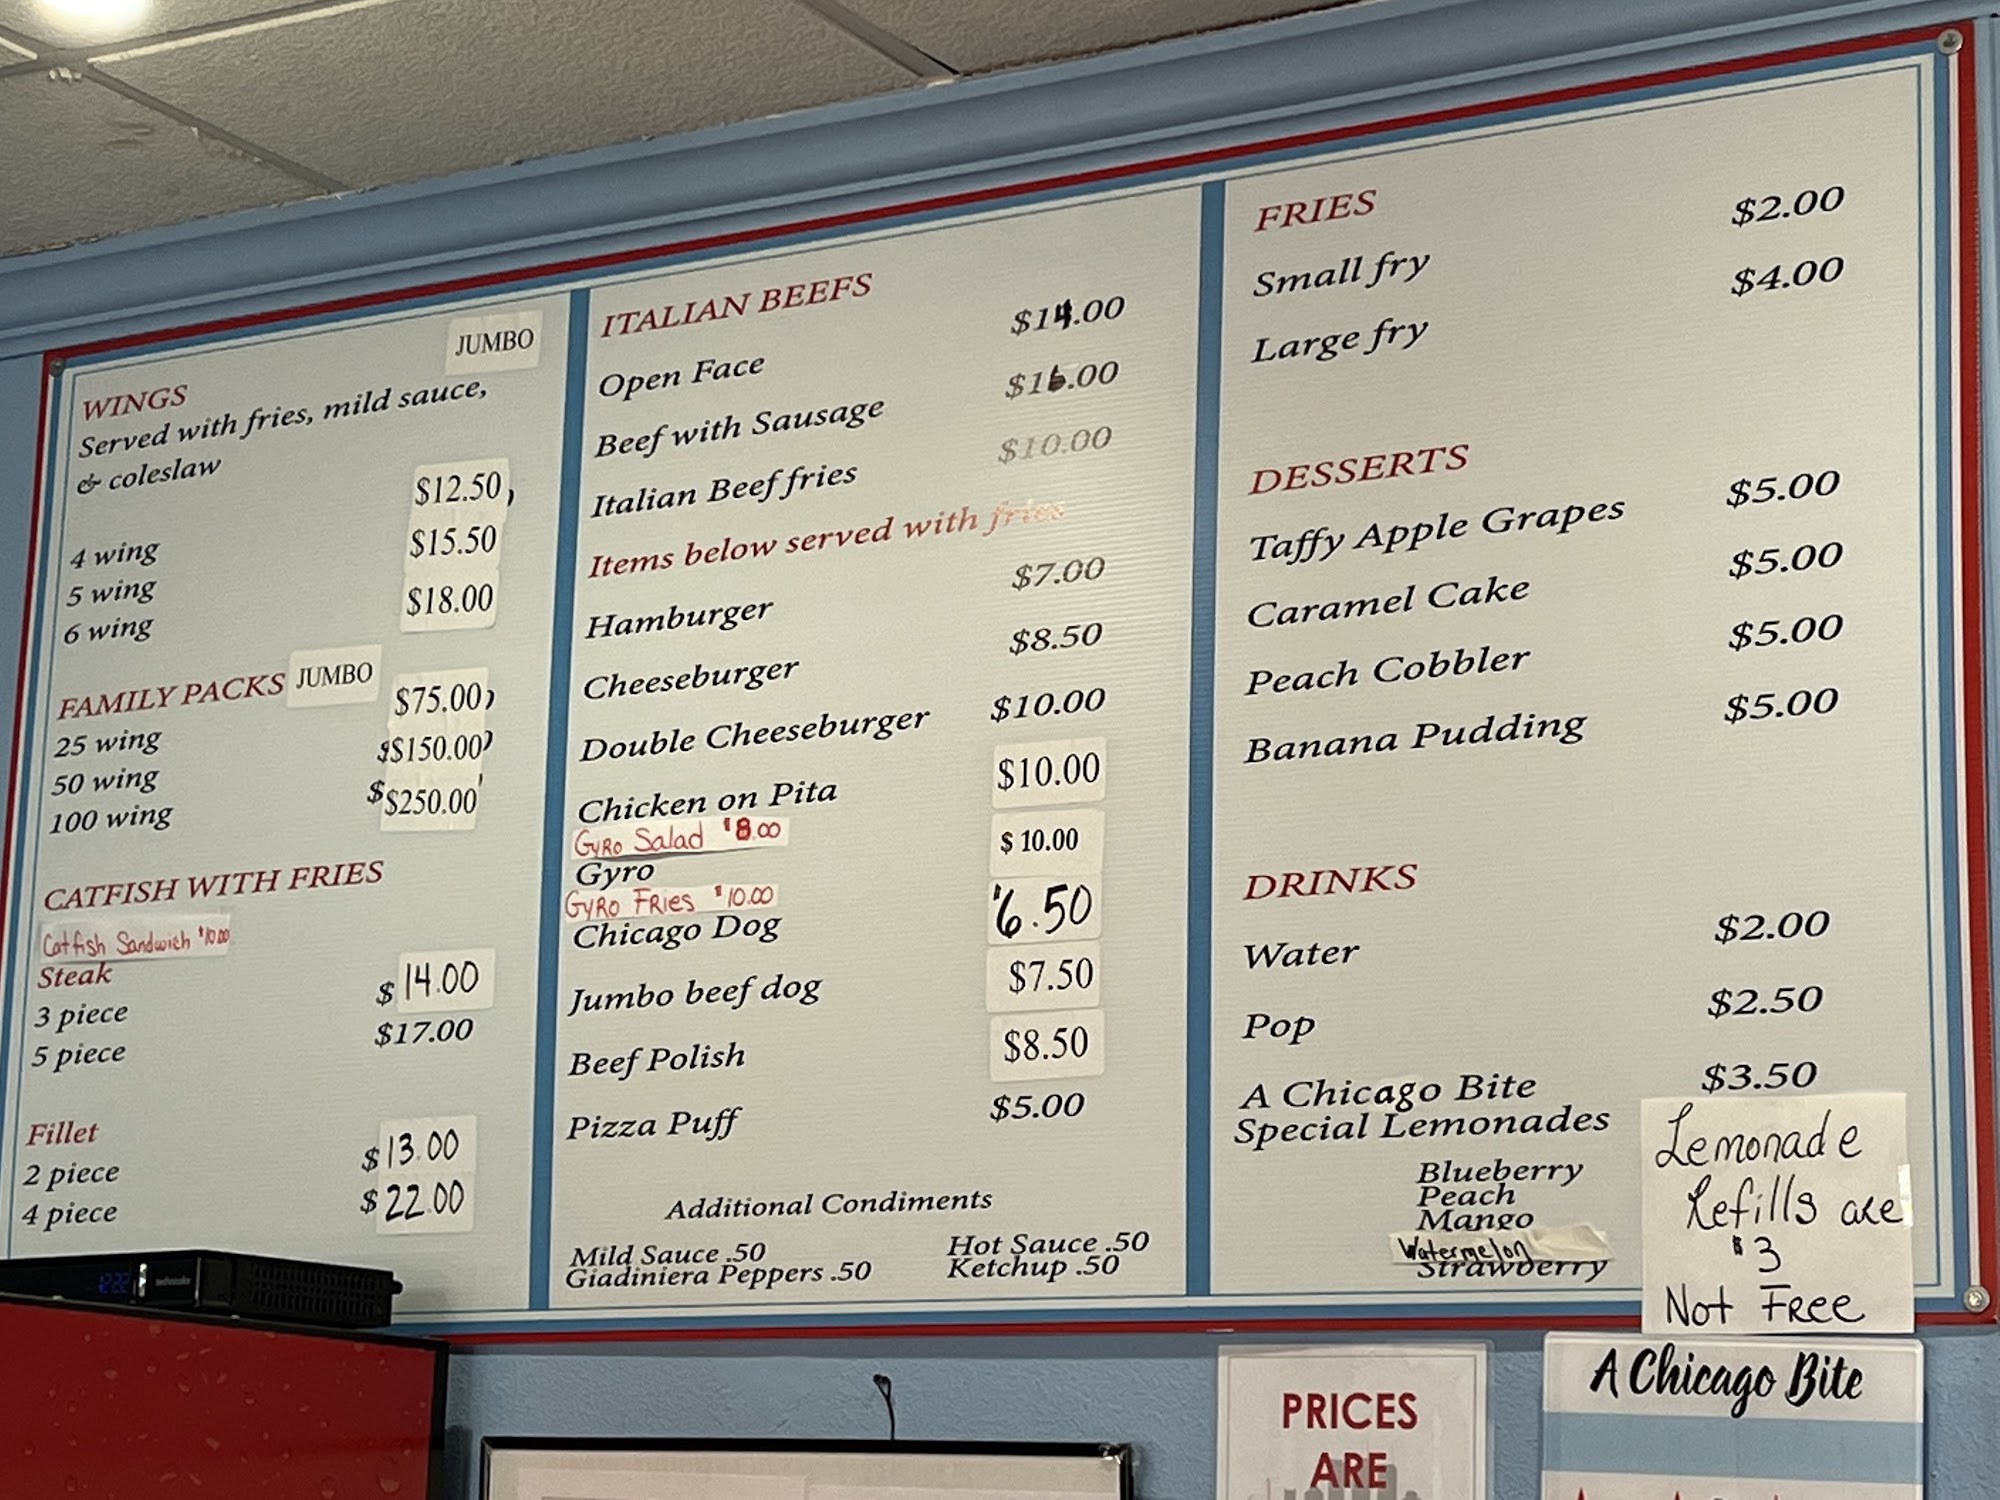 JUMBO
WINGS
Served with fries, mild sauce,
& coleslaw
4 wing $12.50
5 wing $15.50
6 wing $18.00
FAMILY PACKS JUMBO
25 wing $75.00
50 wing $150.00
100 wing $250.00
CATFISH WITH FRIES
Catfish Sandwich $10.00
Steak
3 piece $14.00
5 piece $17.00
Fillet
2 piece $13.00
4 piece $22.00
ITALIAN BEEFS
Open Face $14.00
Beef with Sausage $16.00
Italian Beef fries $10.00
Items below served with fries
Hamburger $7.00
Cheeseburger $8.50
Double Cheeseburger $10.00
Chicken on Pita $10.00
Gyro Salad $8.00
Gyro $10.00
Gyro Fries $10.00
Chicago Dog $6.50
Jumbo beef dog $7.50
Beef Polish $8.50
Pizza Puff $5.00
Additional Condiments
Mild Sauce .50 Hot Sauce .50
Giadiniera Peppers .50 Ketchup .50
FRIES
Small fry $2.00
Large fry $4.00
DESSERTS
Taffy Apple Grapes $5.00
Caramel Cake $5.00
Peach Cobbler $5.00
Banana Pudding $5.00
DRINKS
Water $2.00
Pop $2.50
A Chicago Bite $3.50
Special Lemonades
Blueberry
Peach
Mango
Watermelon
Strawberry
Lemonade
Refills are
$3
Not Free
PRICES
ARE
A Chicago Bite
12:22